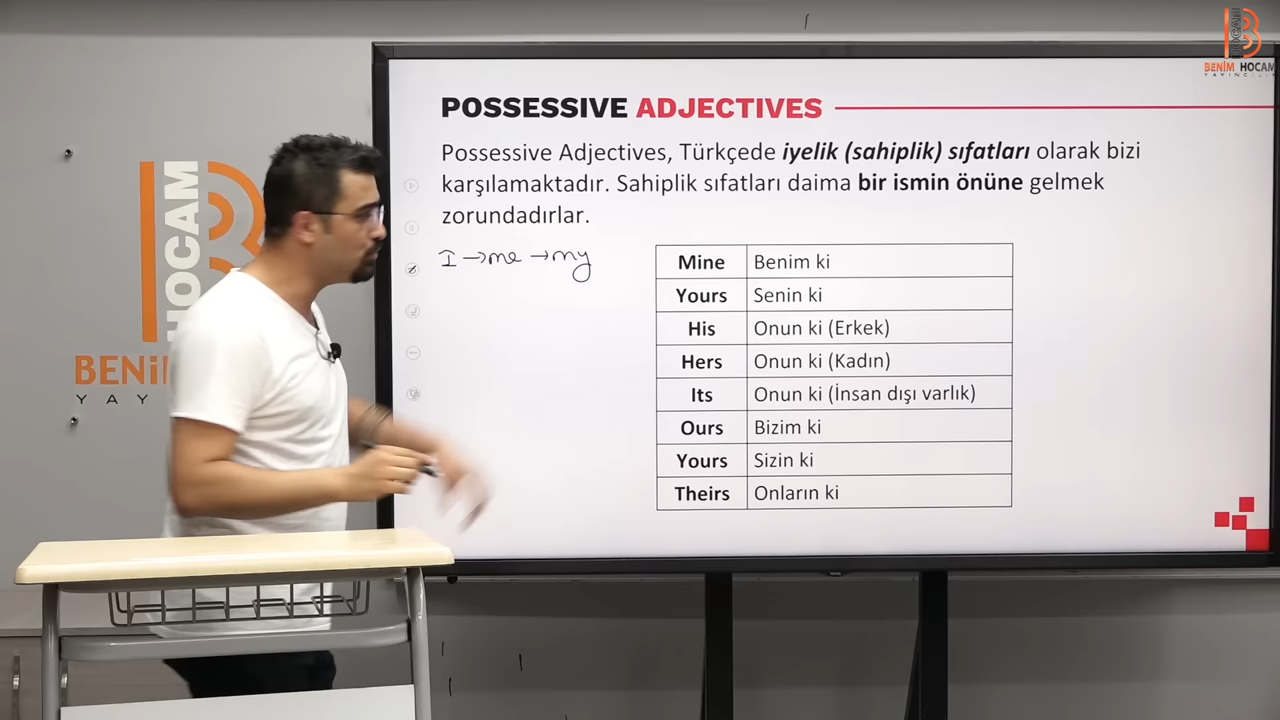 BENİM HOCAM
YAYINCILIK
HOCAM
BENİ
YAY
POSSESSIVE ADJECTIVES
Possessive Adjectives, Türkçede iyelik (sahiplik) sıfatları olarak bizi
karşılamaktadır. Sahiplik sıfatları daima bir ismin önüne gelmek
zorundadırlar.
I → me → my
Mine Benim ki
Yours Senin ki
His Onun ki (Erkek)
Hers Onun ki (Kadın)
Its Onun ki (İnsan dışı varlık)
Ours Bizim ki
Yours Sizin ki
Theirs Onların ki